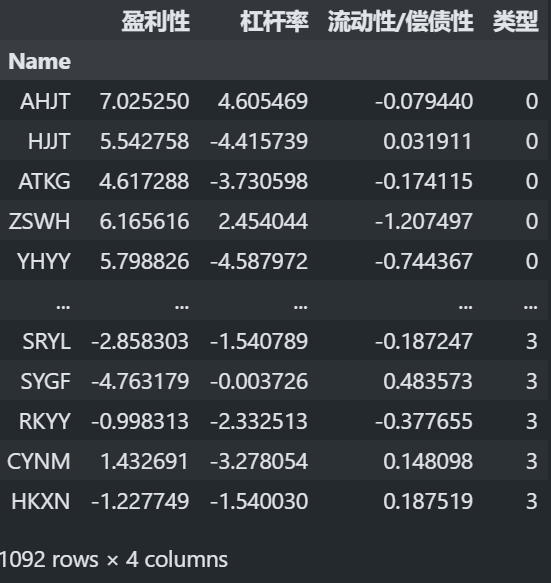 盈利性 杠杆率 流动性/偿债性 类型
Name
AHJT 7.025250 4.605469 -0.079440 0
HJJT 5.542758 -4.415739 0.031911 0
ATKG 4.617288 -3.730598 -0.174115 0
ZSWH 6.165616 2.454044 -1.207497 0
YHYY 5.798826 -4.587972 -0.744367 0
... ... ... ... ...
SRYL -2.858303 -1.540789 -0.187247 3
SYGF -4.763179 -0.003726 0.483573 3
RKYY -0.998313 -2.332513 -0.377655 3
CYNM 1.432691 -3.278054 0.148098 3
HKXN -1.227749 -1.540030 0.187519 3
1092 rows × 4 columns